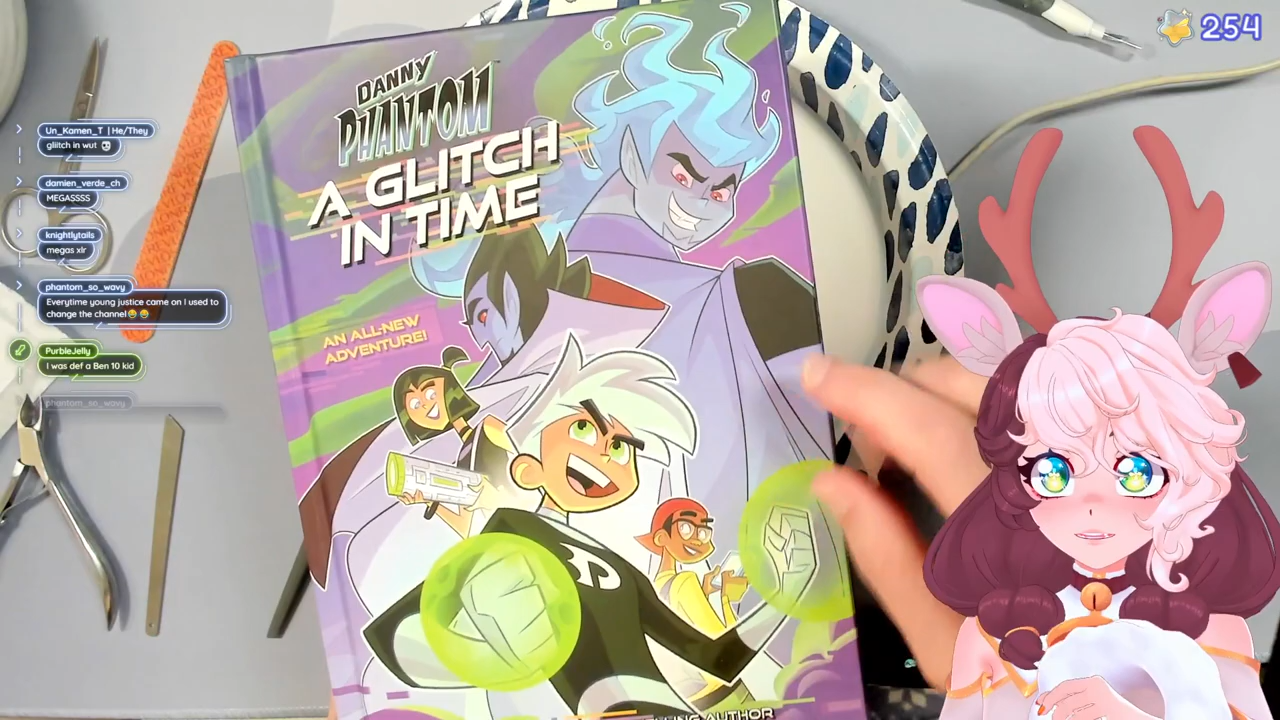 254
Un_Kamen_T | He/They
gliitch in wut
damien_verde_ch
MEGASSSS
knightlytails
megas xlr
phantom_so_wavy
Everytime young justice came on I used to
change the channel
PurbleJelly
I was def a Ben 10 kid
phantom_so_wavy
DANNY
PHANTOM
A GLITCH
IN TIME
AN ALL-NEW
ADVENTURE!
AUTHOR